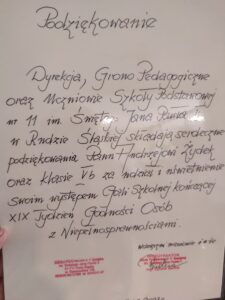 Podziękowanie
Dyrekcja, Grono Pedagogiczne
oraz Uczniowie Szkoły Podstawowej
nr 11 im. Świętego Jana Pawła II
w Rudzie Śląskiej składają serdeczne
podziękowania Panu Andrzejowi Żydek
oraz klasie Vb za udział i uświetnienie
swoim występem Gali Szkolnej kończącej
XIX Tydzień Godności Osób
z Niepełnosprawnościami.